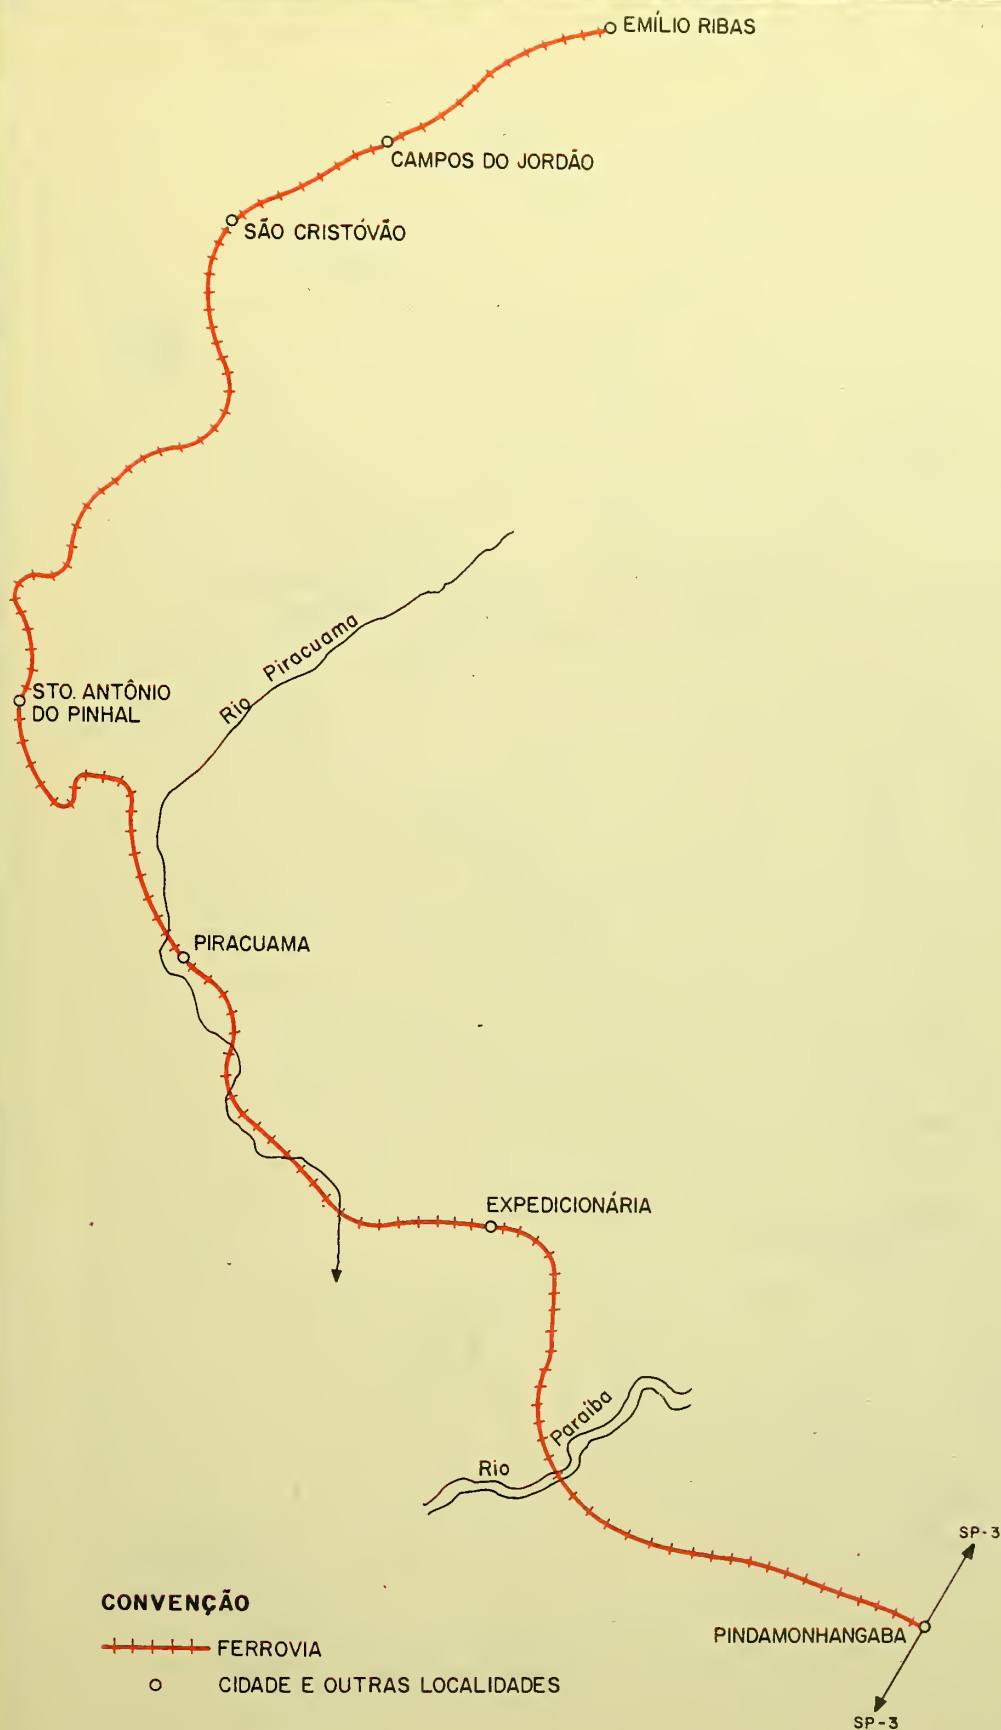 EMÍLIO RIBAS
CAMPOS DO JORDÃO
SÃO CRISTÓVÃO
Rio Piracuama
STO. ANTÔNIO
DO PINHAL
PIRACUAMA
EXPEDICIONÁRIA
Rio Paraíba
SP-3
PINDAMONHANGABA
SP-3
CONVENÇÃO
FERROVIA
CIDADE E OUTRAS LOCALIDADES